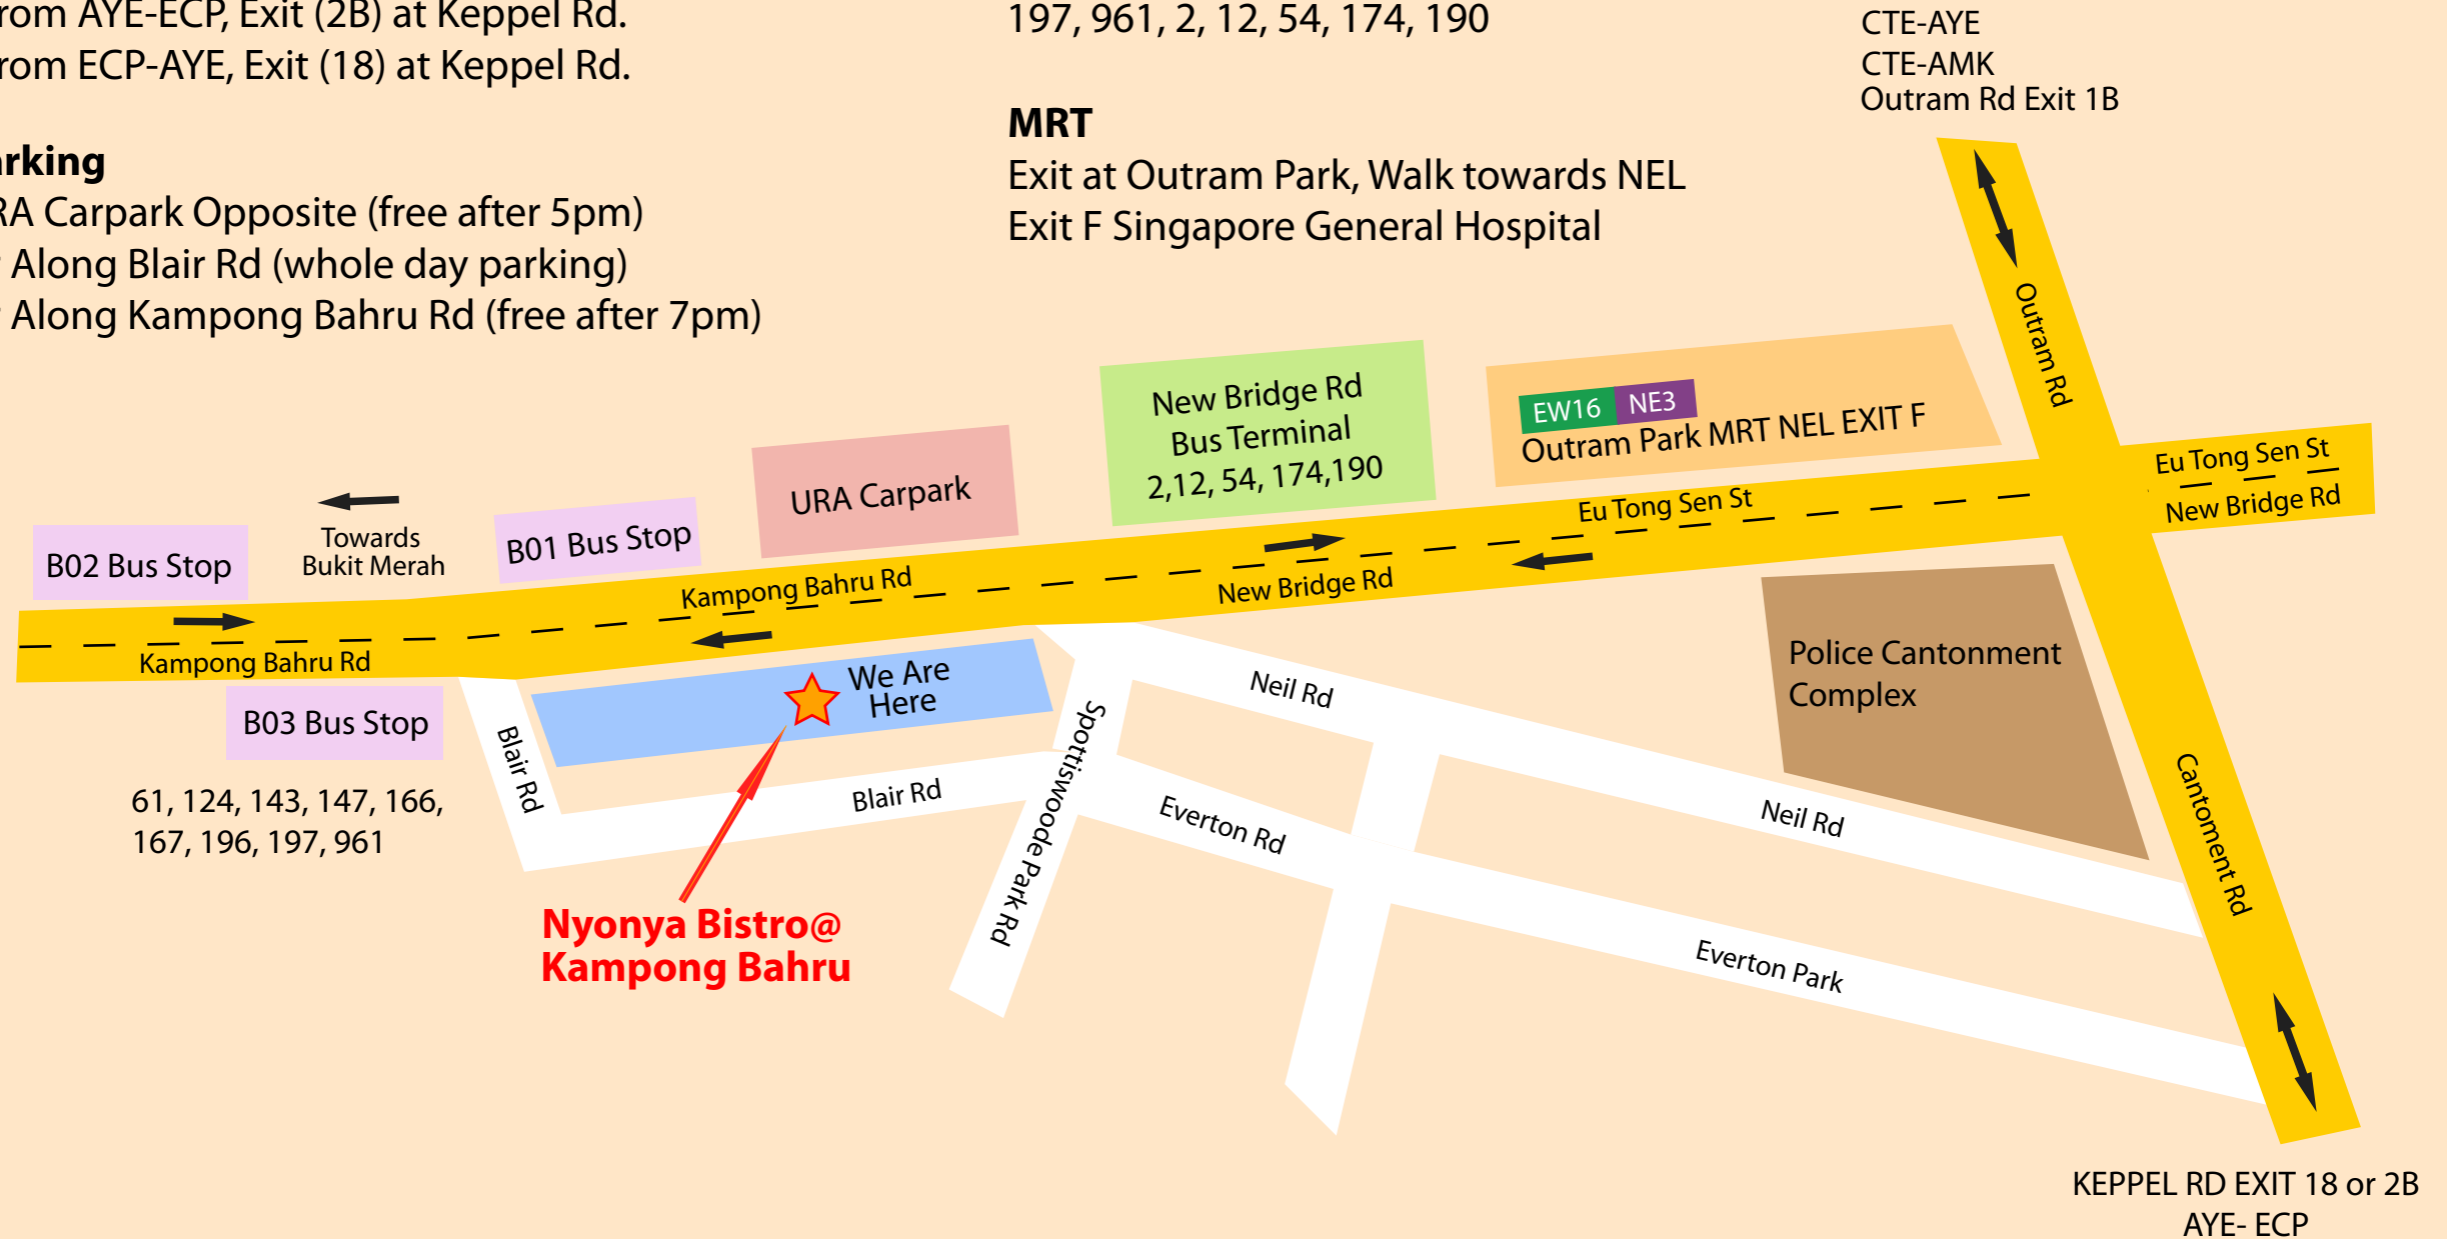 rom AYE-ECP, Exit (2B) at Keppel Rd.
rom ECP-AYE, Exit (18) at Keppel Rd.
arking
RA Carpark Opposite (free after 5pm)
Along Blair Rd (whole day parking)
Along Kampong Bahru Rd (free after 7pm)
197, 961, 2, 12, 54, 174, 190
MRT
Exit at Outram Park, Walk towards NEL
Exit F Singapore General Hospital
CTE-AYE
CTE-AMK
Outram Rd Exit 1B
Outram Rd
New Bridge Rd
Bus Terminal
2,12, 54, 174,190
EW16 NE3
Outram Park MRT NEL EXIT F
Eu Tong Sen St
New Bridge Rd
Eu Tong Sen St
New Bridge Rd
URA Carpark
B01 Bus Stop
Towards
Bukit Merah
B02 Bus Stop
Kampong Bahru Rd
Kampong Bahru Rd
B03 Bus Stop
61, 124, 143, 147, 166,
167, 196, 197, 961
Blair Rd
We Are
Here
Blair Rd
Spottiswoode Park Rd
Neil Rd
Everton Rd
Neil Rd
Everton Park
Police Cantonment
Complex
Cantoment Rd
Nyonya Bistro@
Kampong Bahru
KEPPEL RD EXIT 18 or 2B
AYE- ECP